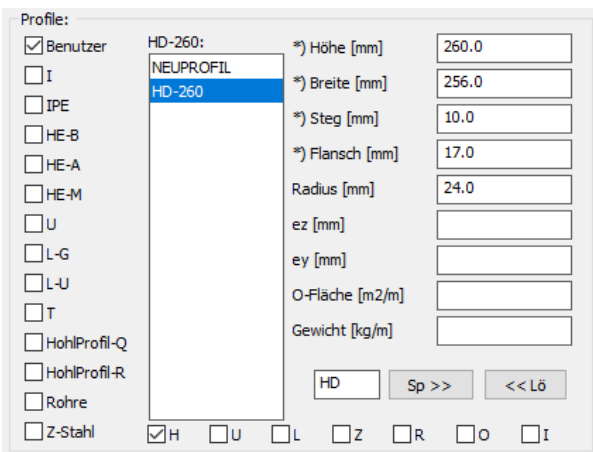 Profile:
Benutzer
I
IPE
HE-B
HE-A
HE-M
U
L-G
L-U
T
HohlProfil-Q
HohlProfil-R
Rohre
Z-Stahl
HD-260:
NEUPROFIL
HD-260
*) Höhe [mm] 260.0
*) Breite [mm] 256.0
*) Steg [mm] 10.0
*) Flansch [mm] 17.0
Radius [mm] 24.0
ez [mm]
ey [mm]
O-Fläche [m2/m]
Gewicht [kg/m]
HD Sp >> << Lö
H U L Z R O I